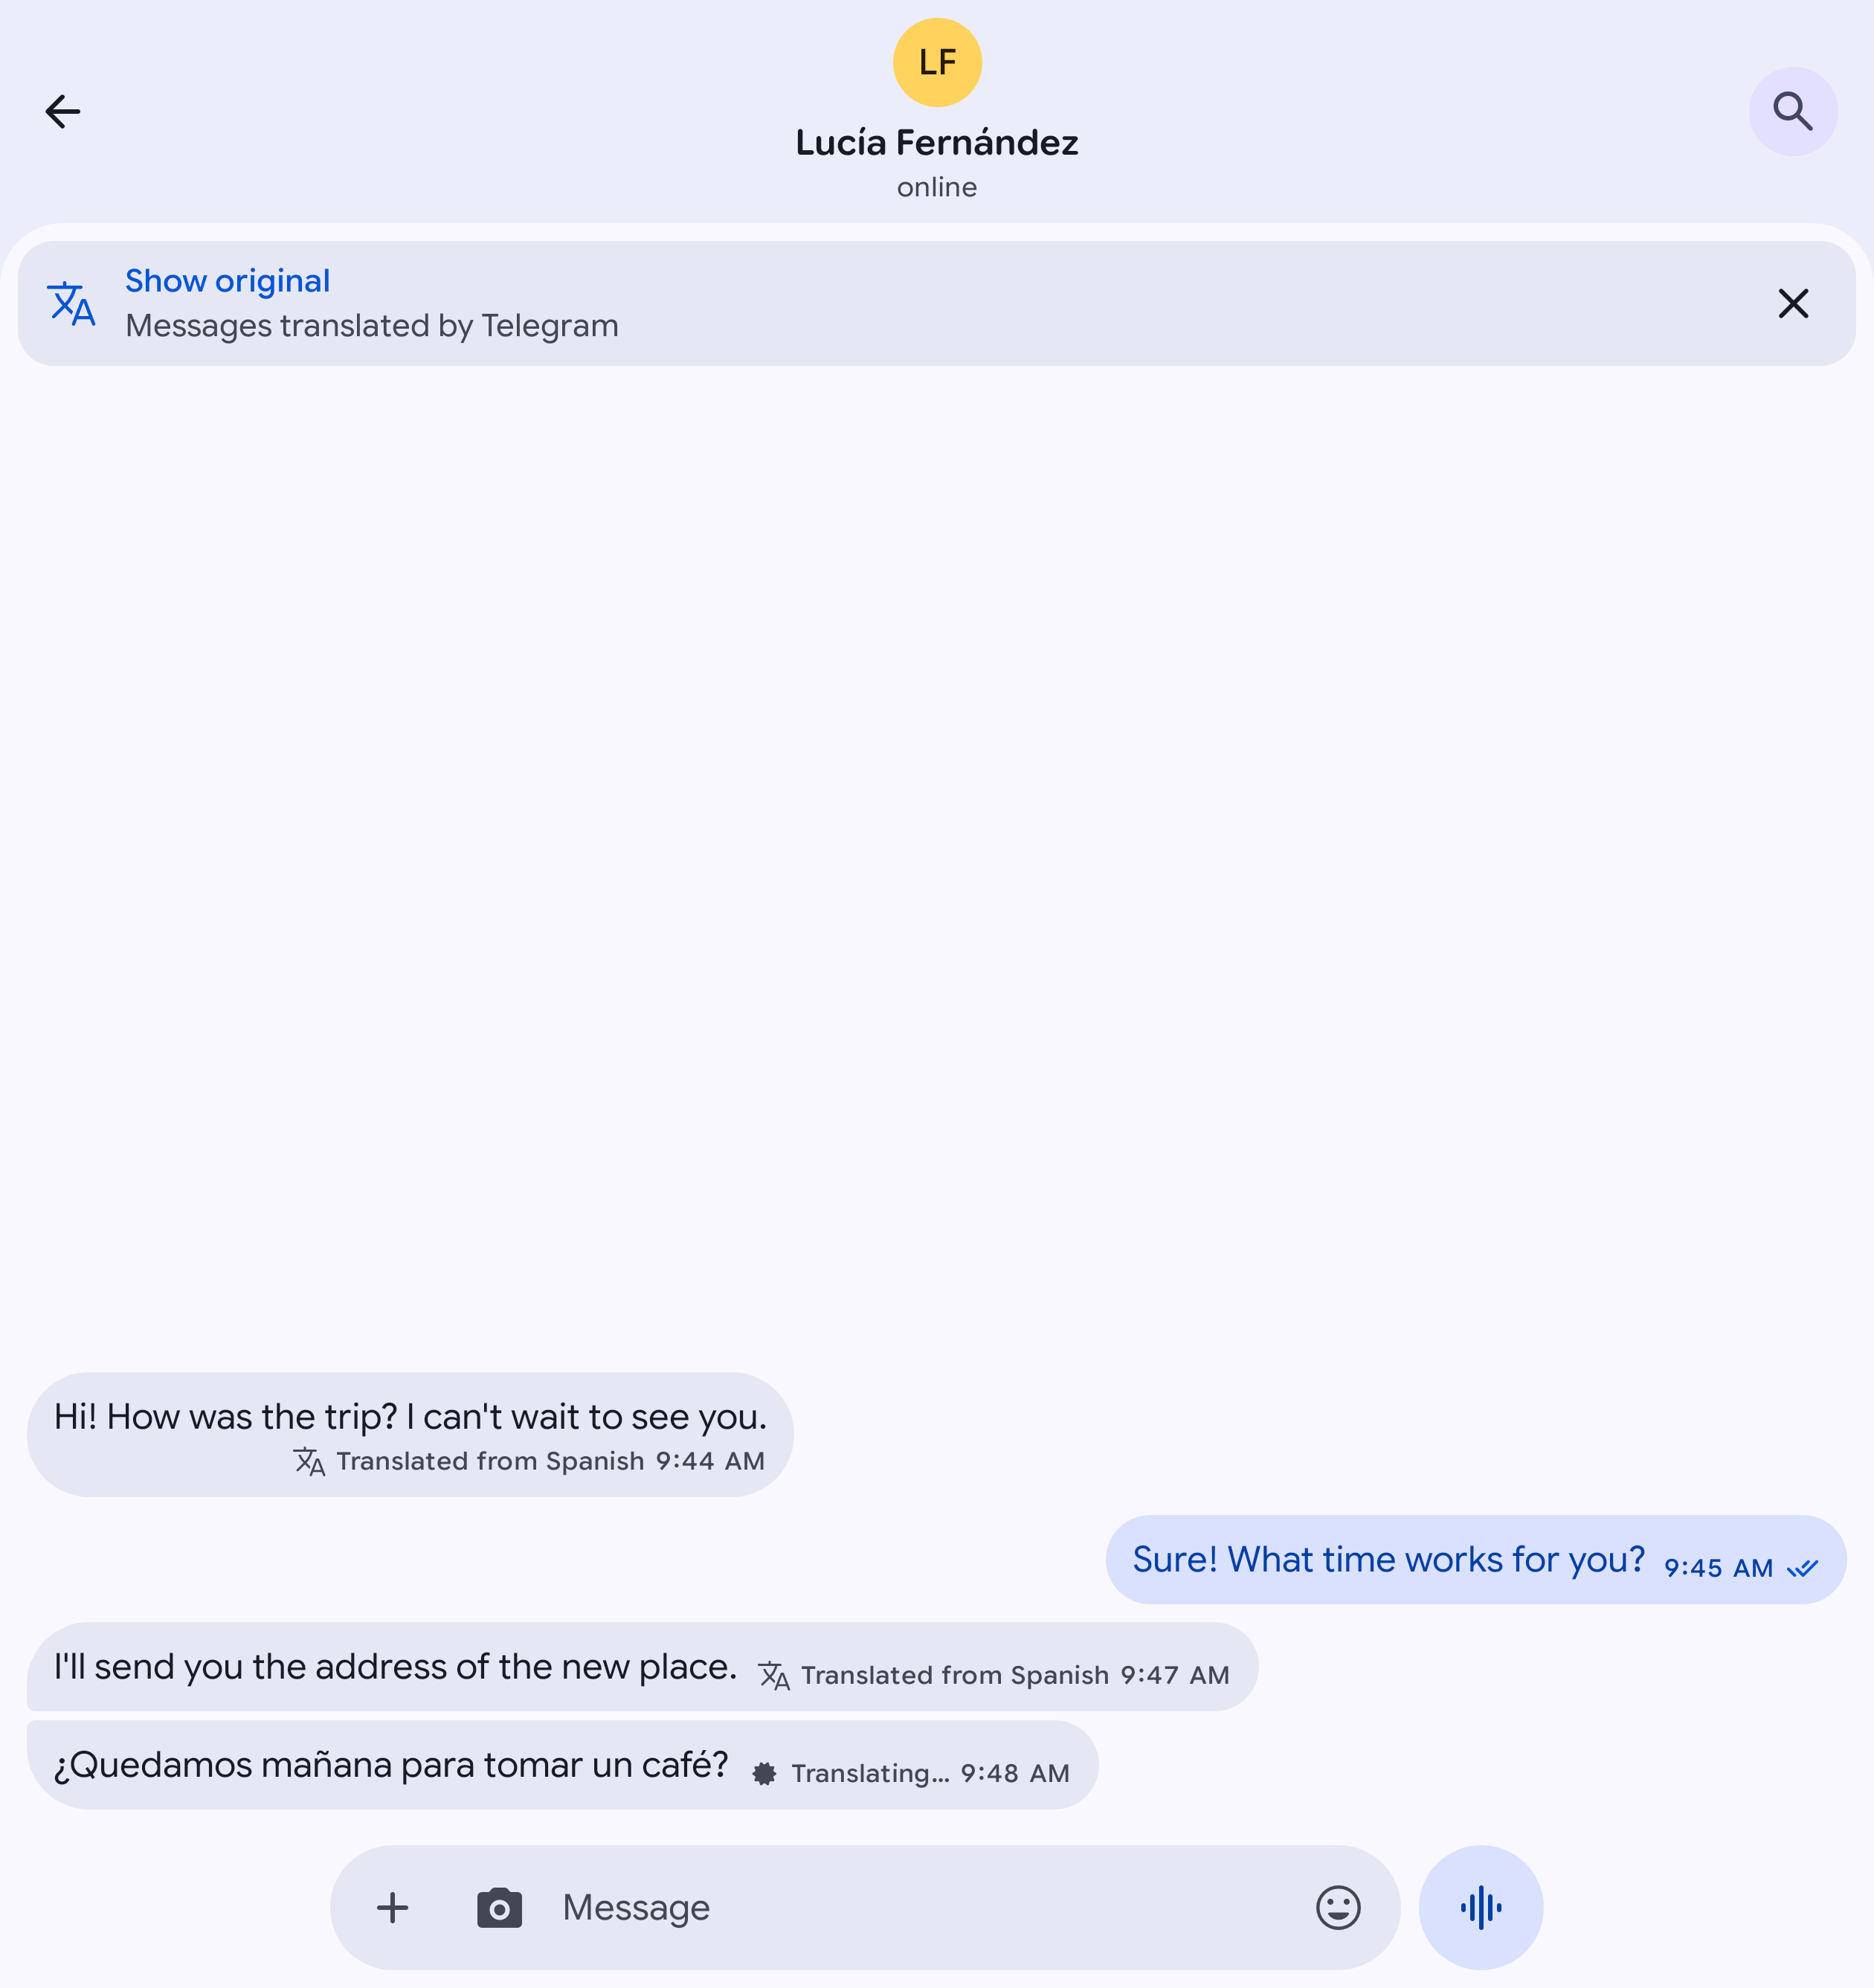 LF
Lucía Fernández
online
Show original
Messages translated by Telegram
Hi! How was the trip? I can't wait to see you.
Translated from Spanish 9:44 AM
Sure! What time works for you? 9:45 AM
I'll send you the address of the new place. Translated from Spanish 9:47 AM
¿Quedamos mañana para tomar un café? Translating... 9:48 AM
Message